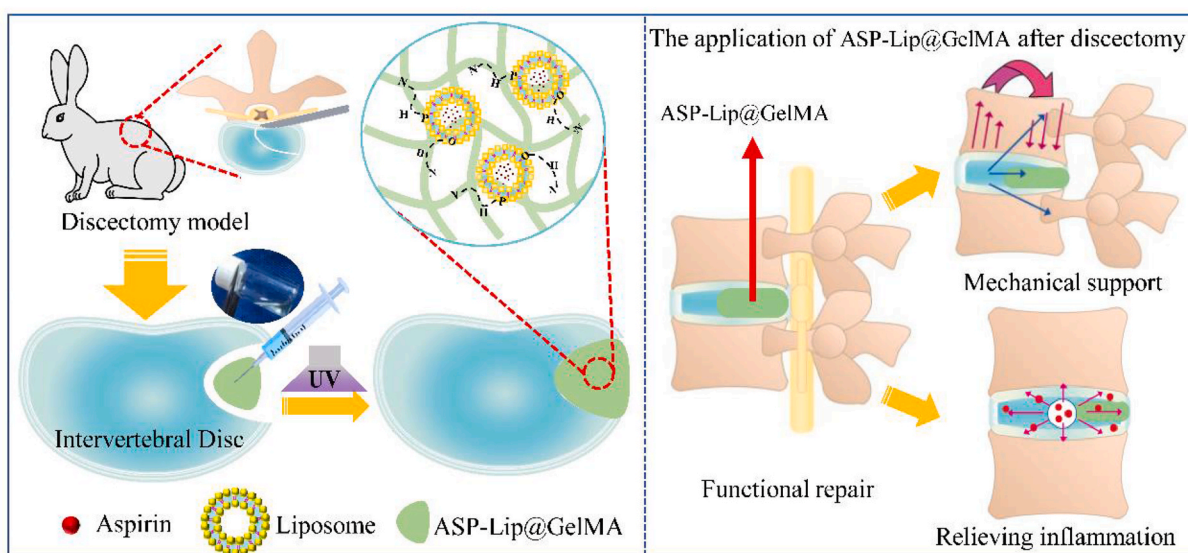 The application of ASP-Lip@GelMA after discectomy
ASP-Lip@GelMA
Discectomy model
Mechanical support
UV
Intervertebral Disc
Functional repair
Aspirin
Liposome
ASP-Lip@GelMA
Relieving inflammation
N
H
P
P
O
H
N
H
P
O
H
N
O
H
N
N
H
P